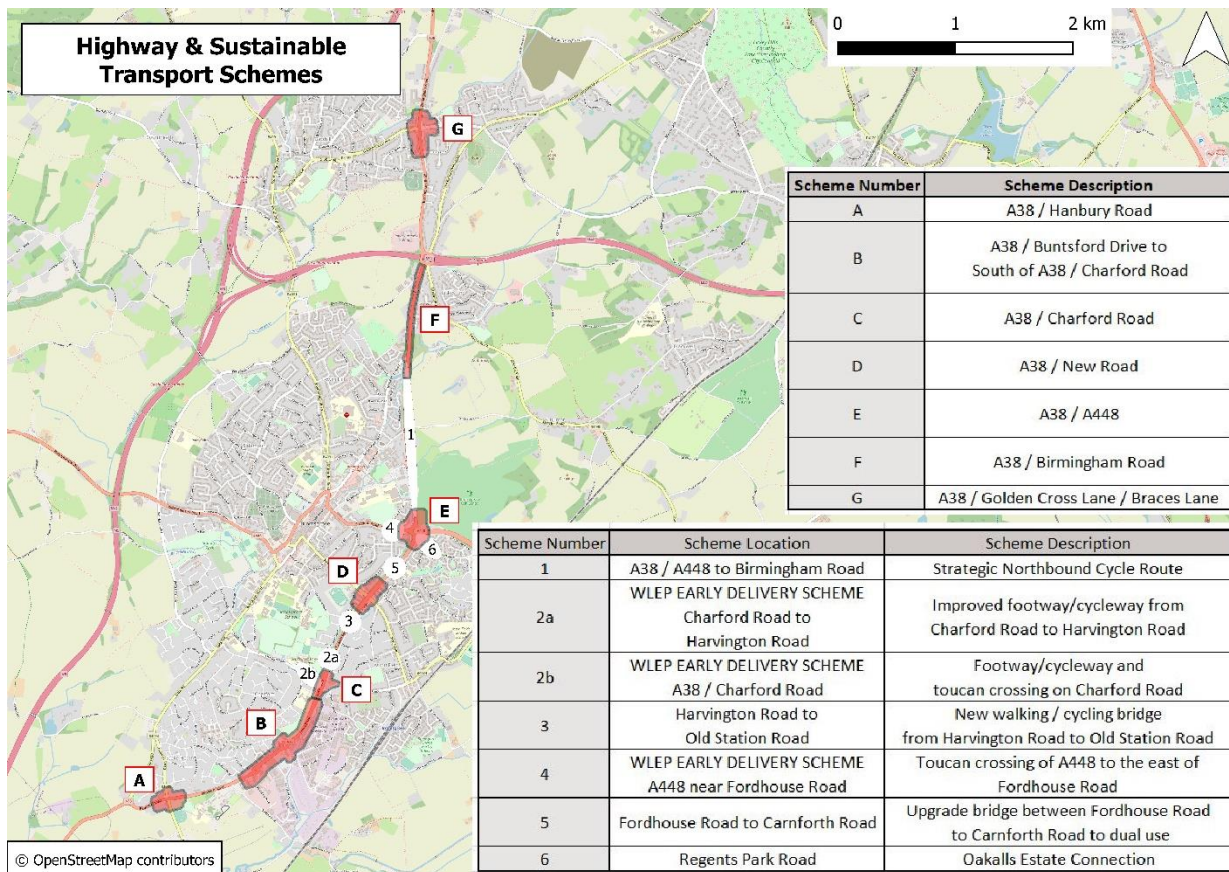 Highway & Sustainable
Transport Schemes
0 1 2 km
G
F
1
E
4
6
5
D
3
2a
2b
C
B
A
Scheme Number Scheme Description
A A38 / Hanbury Road
B A38 / Buntsford Drive to
South of A38 / Charford Road
C A38 / Charford Road
D A38 / New Road
E A38 / A448
F A38 / Birmingham Road
G A38 / Golden Cross Lane / Braces Lane
Scheme Number Scheme Location Scheme Description
1 A38 / A448 to Birmingham Road Strategic Northbound Cycle Route
2a WLEP EARLY DELIVERY SCHEME
Charford Road to
Harvington Road
Improved footway/cycleway from
Charford Road to Harvington Road
2b WLEP EARLY DELIVERY SCHEME
A38 / Charford Road
Footway/cycleway and
toucan crossing on Charford Road
3 Harvington Road to
Old Station Road
New walking / cycling bridge
from Harvington Road to Old Station Road
4 WLEP EARLY DELIVERY SCHEME
A448 near Fordhouse Road
Toucan crossing of A448 to the east of
Fordhouse Road
5 Fordhouse Road to Carnforth Road
Upgrade bridge between Fordhouse Road
to Carnforth Road to dual use
6 Regents Park Road Oakalls Estate Connection
© OpenStreetMap contributors